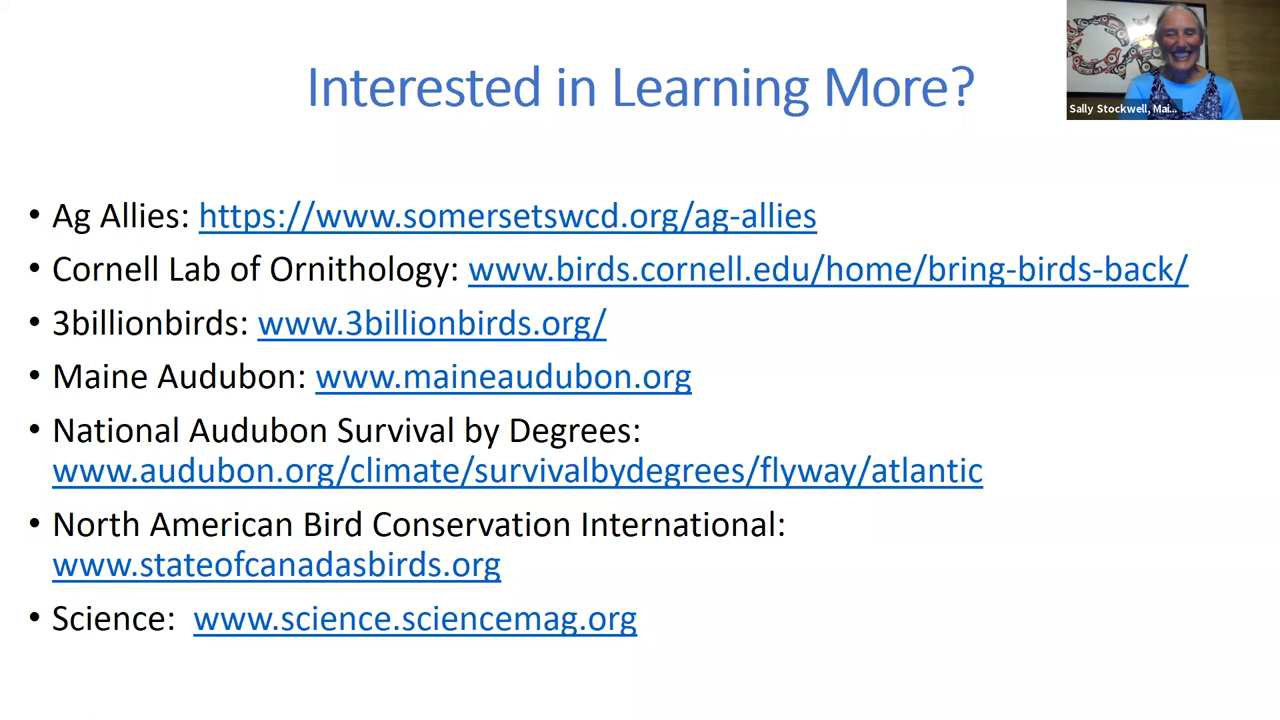 Interested in Learning More?
Sally Stockwell, Mai...
• Ag Allies: https://www.somersetswcd.org/ag-allies
• Cornell Lab of Ornithology: www.birds.cornell.edu/home/bring-birds-back/
• 3billionbirds: www.3billionbirds.org/
• Maine Audubon: www.maineaudubon.org
• National Audubon Survival by Degrees:
www.audubon.org/climate/survivalbydegrees/flyway/atlantic
• North American Bird Conservation International:
www.stateofcanadasbirds.org
• Science: www.science.sciencemag.org